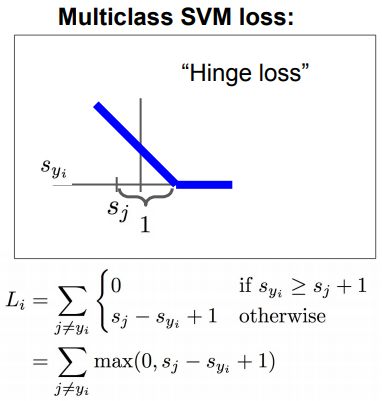 Multiclass SVM loss:
“Hinge loss”
s_{y_i}
s_j
1
L_i = \sum_{j \neq y_i} \begin{cases} 0 & \text{if } s_{y_i} \geq s_j + 1 \\ s_j - s_{y_i} + 1 & \text{otherwise} \end{cases}
= \sum_{j \neq y_i} \max(0, s_j - s_{y_i} + 1)